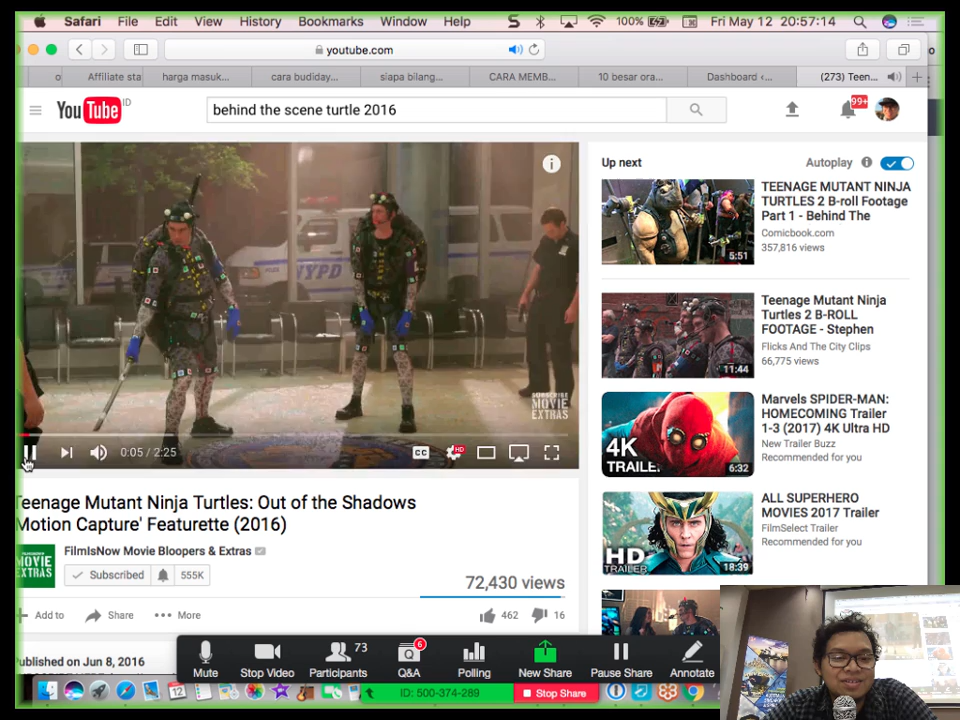 Safari File Edit View History Bookmarks Window Help 100% Fri May 12 20:57:14
youtube.com
Affiliate sta harga masuk... cara budiday... siapa bilang... CARA MEMB... 10 besar ora... Dashboard ‹... (273) Teen...
YouTube ID behind the scene turtle 2016 99+
Up next Autoplay
TEENAGE MUTANT NINJA
TURTLES 2 B-roll Footage
Part 1 - Behind The
Comicbook.com
357,816 views
5:51
NYPD
Teenage Mutant Ninja
Turtles 2 B-ROLL
FOOTAGE - Stephen
Flicks And The City Clips
66,775 views
11:44
SUBSCRIBE
MOVIE
EXTRAS
Marvels SPIDER-MAN:
HOMECOMING Trailer
1-3 (2017) 4K Ultra HD
New Trailer Buzz
Recommended for you
4K
TRAILER
6:32
0:05 / 2:25 CC HD
Teenage Mutant Ninja Turtles: Out of the Shadows
'Motion Capture' Featurette (2016)
ALL SUPERHERO
MOVIES 2017 Trailer
FilmSelect Trailer
Recommended for you
HD
TRAILER
18:39
FilmIsNow Movie Bloopers & Extras
MOVIE
EXTRAS
Subscribed 555K
72,430 views
Add to Share More 462 16
Published on Jun 8, 2016
73 6
Mute Stop Video Participants Q&A Polling New Share Pause Share Annotate
12 ID: 500-374-289 Stop Share